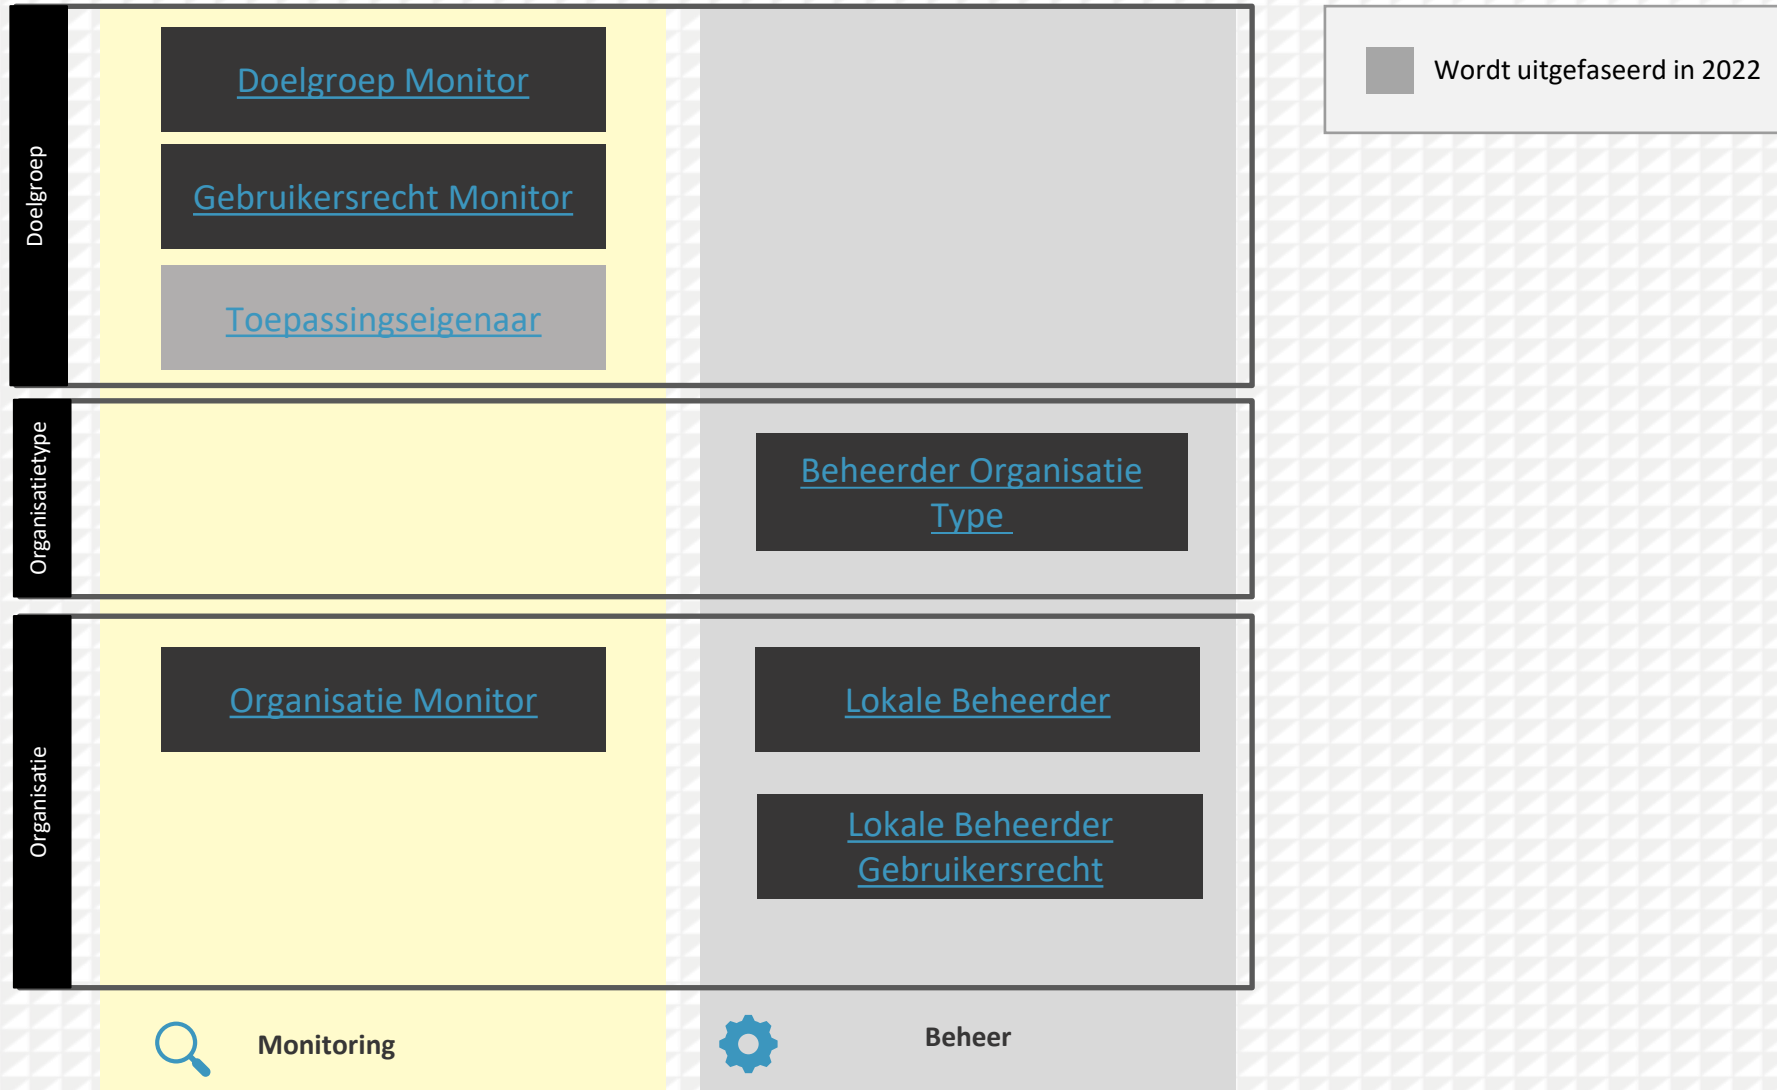 Doelgroep
Doelgroep Monitor
Gebruikersrecht Monitor
Toepassingseigenaar
Wordt uitgefaseerd in 2022
Organisatietype
Beheerder Organisatie
Type
Organisatie
Organisatie Monitor
Lokale Beheerder
Lokale Beheerder
Gebruikersrecht
Monitoring
Beheer